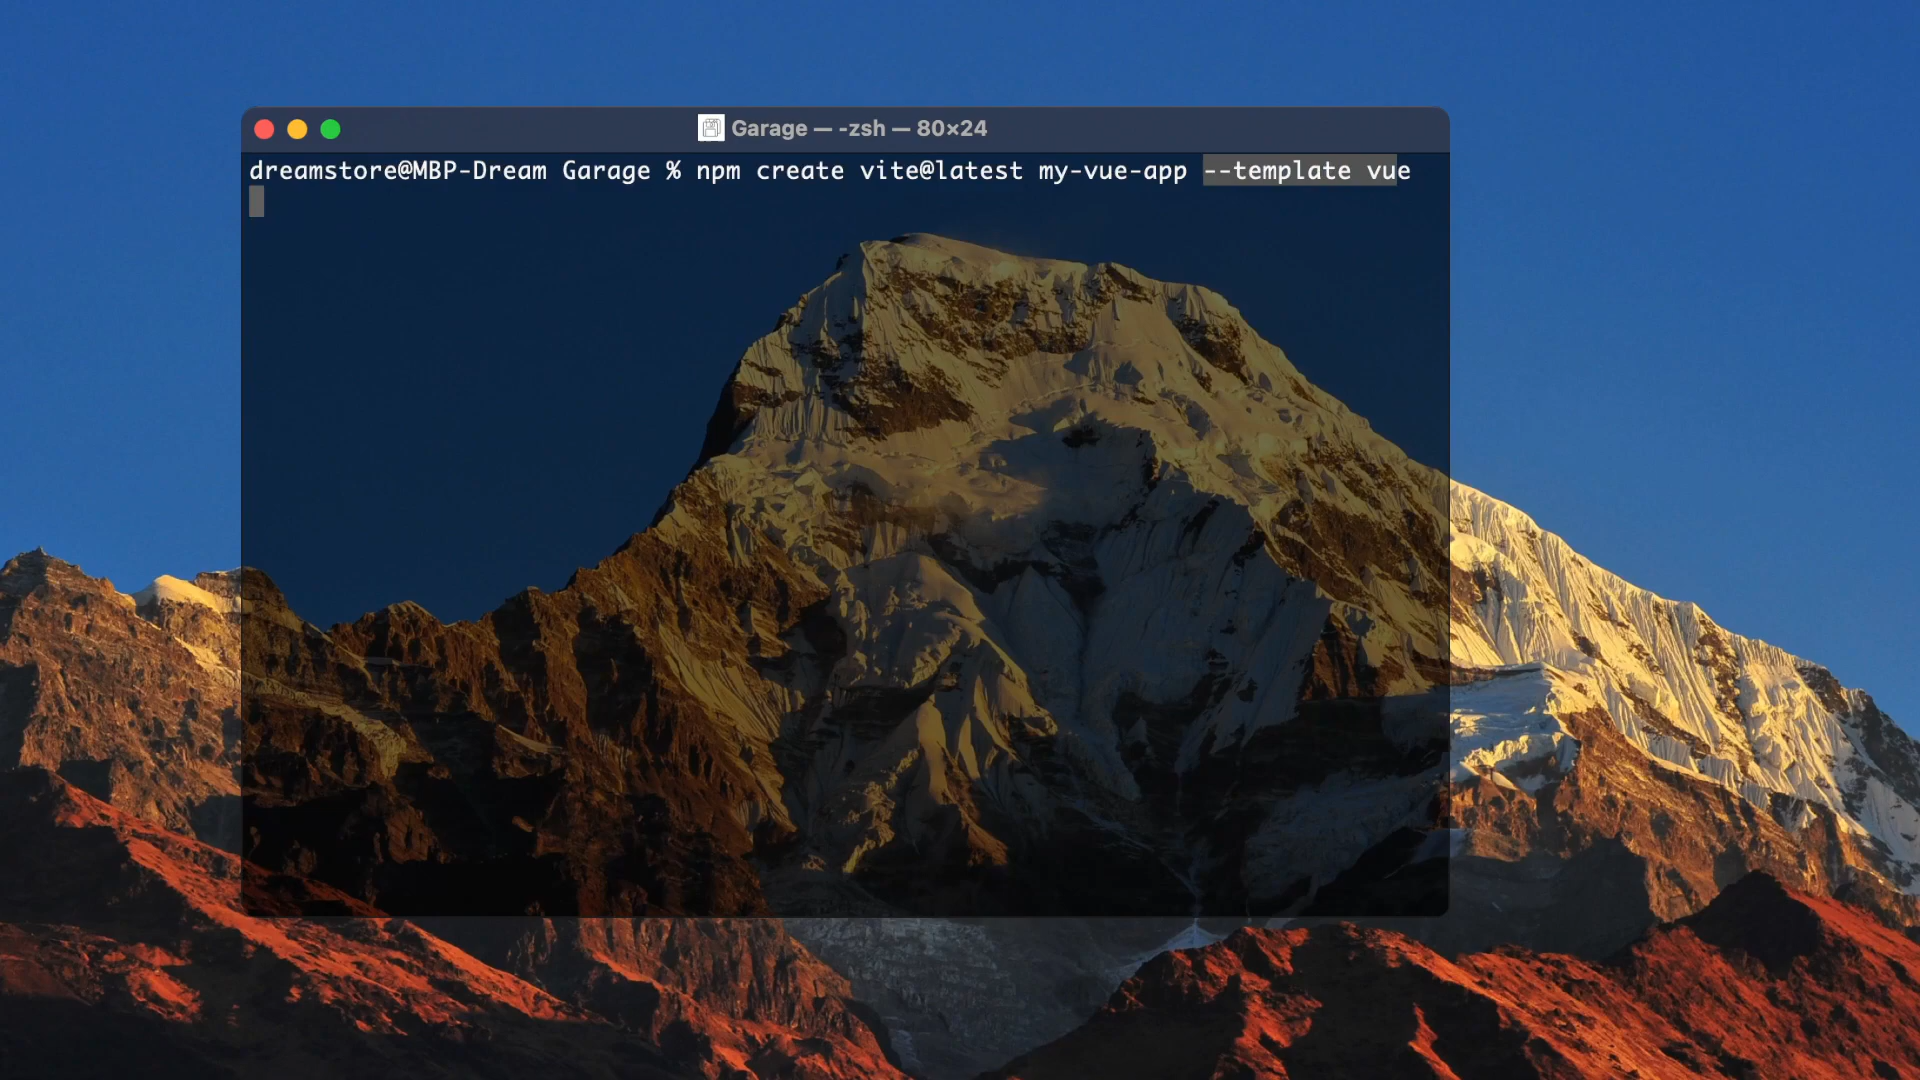 Garage — -zsh — 80×24
dreamstore@MBP-Dream Garage % npm create vite@latest my-vue-app --template vue